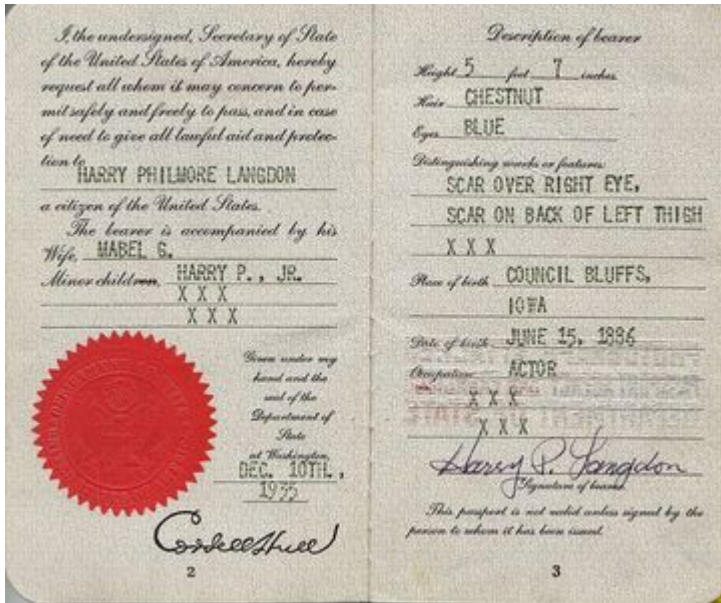 I, the undersigned, Secretary of State
of the United States of America, hereby
request all whom it may concern to per-
mit safely and freely to pass, and in case
of need to give all lawful aid and protec-
tion to
HARRY PHILMORE LANGDON
a citizen of the United States.
The bearer is accompanied by his
Wife, MABEL G.
Minor children, HARRY P., JR.
X X X
X X X
Given under my
hand and the
seal of the
Department of
State
at Washington,
DEC. 10TH.,
1935
Cordell Hull
2
Description of bearer
Height 5 feet 7 inches.
Hair CHESTNUT
Eyes BLUE
Distinguishing marks or features:
SCAR OVER RIGHT EYE,
SCAR ON BACK OF LEFT THIGH
X X X
Place of birth COUNCIL BLUFFS,
IOWA
Date of birth JUNE 15, 1886
Occupation ACTOR
X X X
X X X
Harry P. Langdon
Signature of bearer.
This passport is not valid unless signed by the
person to whom it has been issued.
3